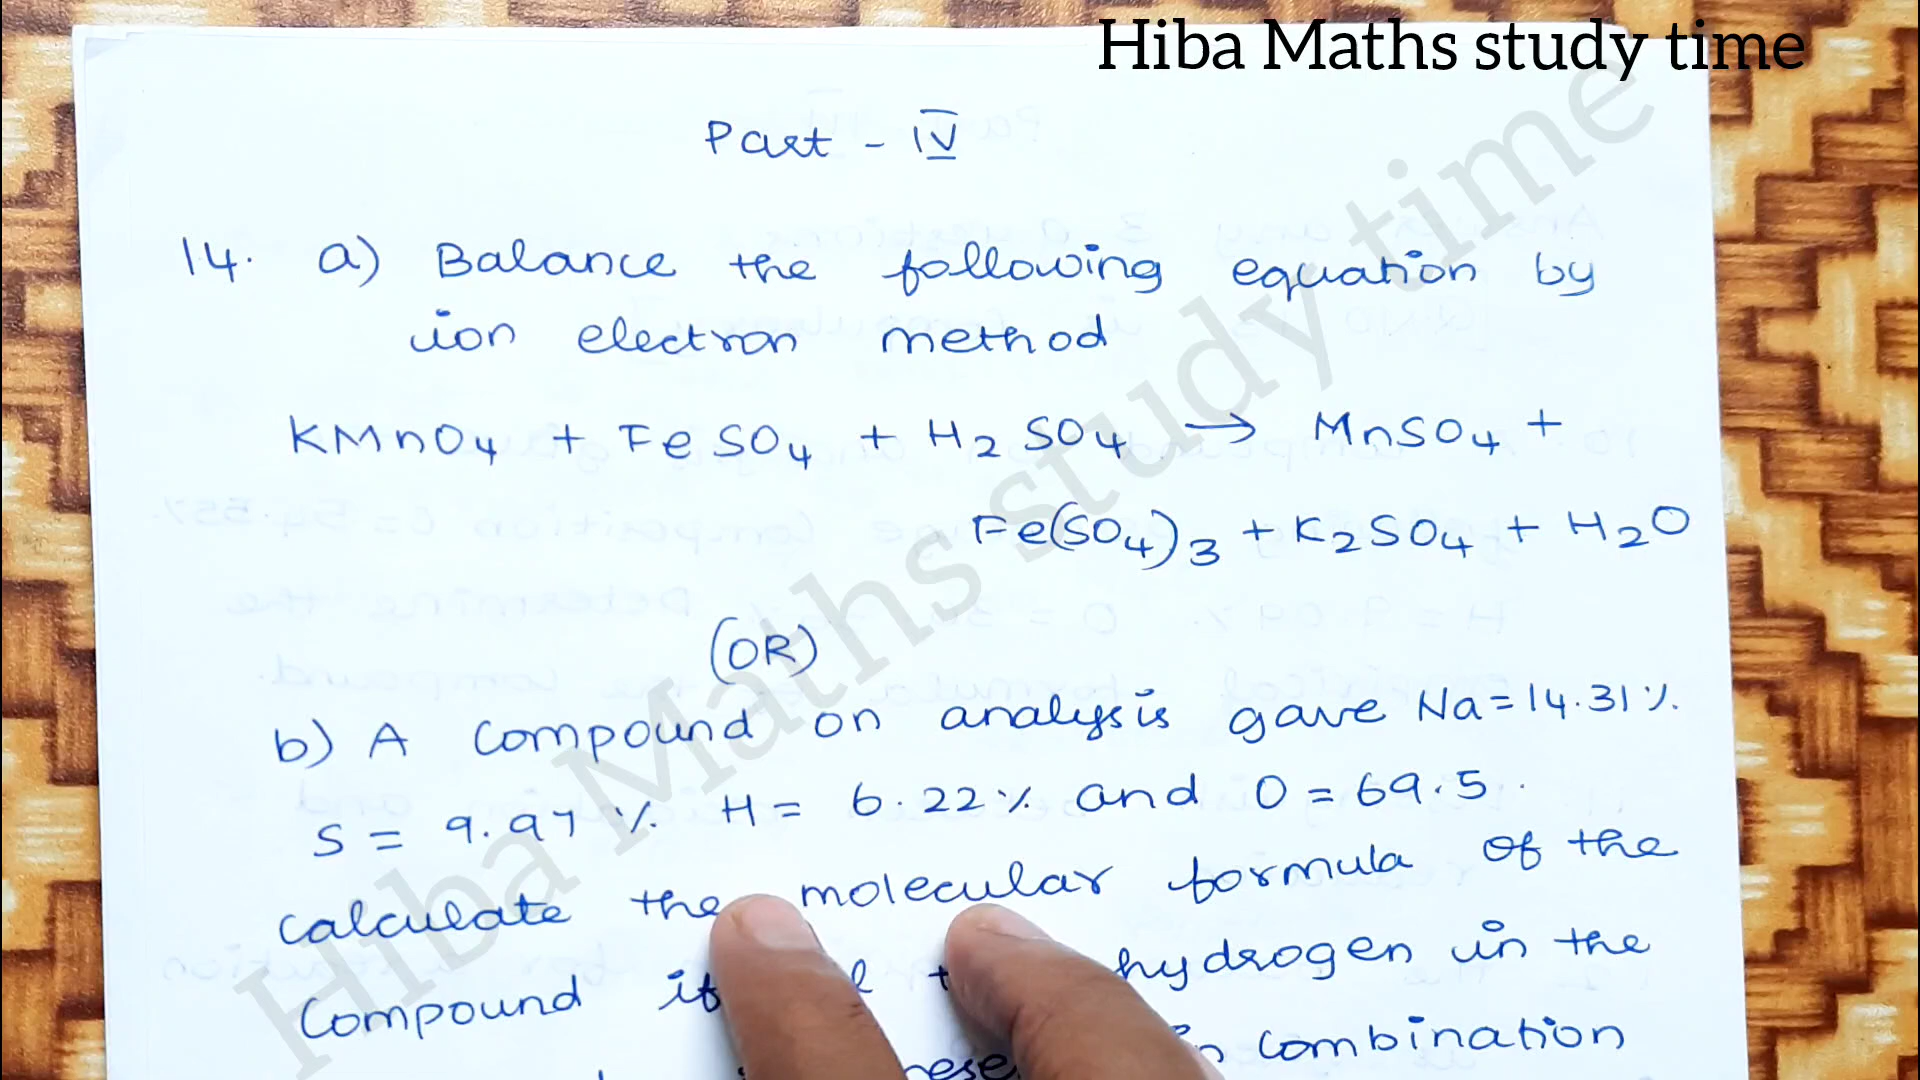 Hiba Maths study time
Part - IV
14. a) Balance the following equation by
ion electron method
KMnO4 + FeSO4 + H2SO4 → MnSO4 +
Fe(SO4)3 + K2SO4 + H2O
(OR)
b) A compound on analysis gave Na = 14.31%.
S = 9.97% H = 6.22% and O = 69.5.
calculate the molecular formula of the
compound if hydrogen in the
combination
Hiba Maths study time